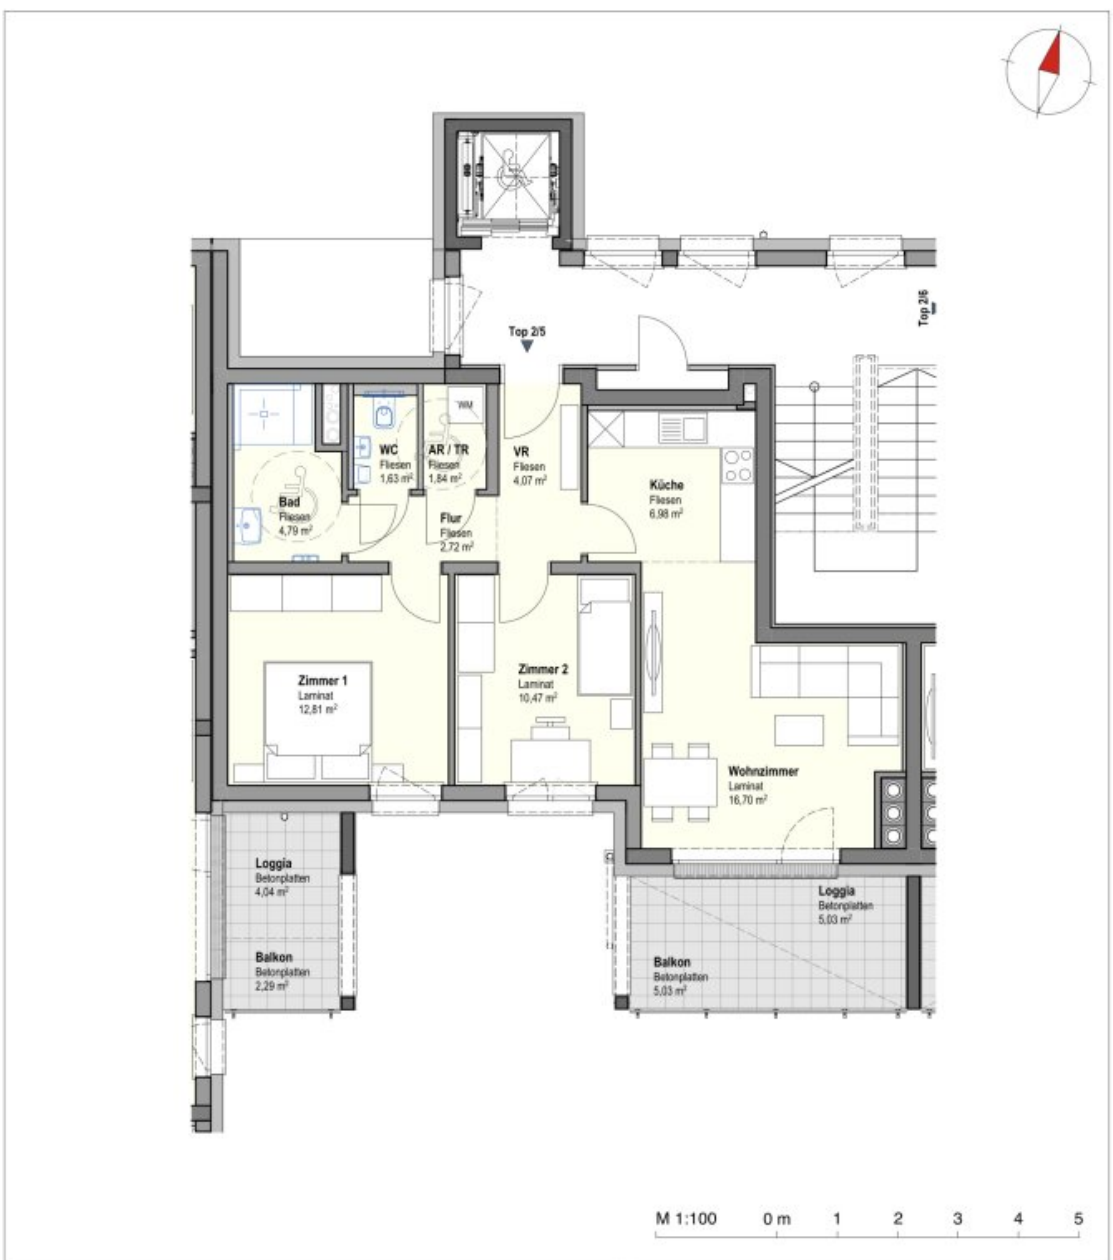 Top 2/5
Top 2/6
WM
WC
Fliesen
1,63 m²
AR / TR
Fliesen
1,84 m²
VR
Fliesen
4,07 m²
Küche
Fliesen
6,98 m²
Bad
Fliesen
4,79 m²
Flur
Fliesen
2,72 m²
Zimmer 1
Laminat
12,81 m²
Zimmer 2
Laminat
10,47 m²
Wohnzimmer
Laminat
16,70 m²
Loggia
Betonplatten
4,04 m²
Balkon
Betonplatten
2,29 m²
Loggia
Betonplatten
5,03 m²
Balkon
Betonplatten
5,03 m²
M 1:100 0 m 1 2 3 4 5